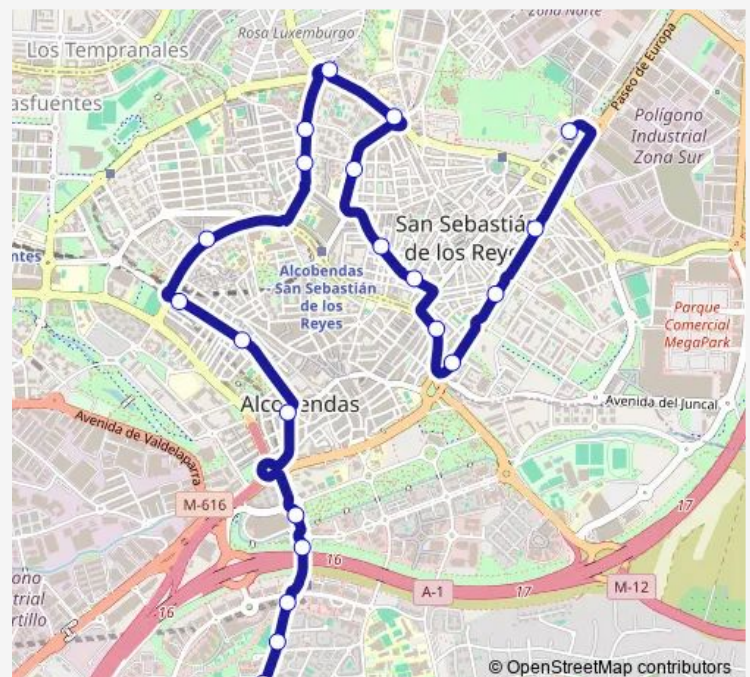 Zona Norte
Rosa Luxemburgo
Los Tempranales
asfuentes
Paseo de Europa
Polígono
Industrial
Zona Sur
San Sebastiá
de los Reye
ntes
Alcobendas
San Sebastián
de los
Reyes
Parque
Comercial
MegaPark
Alcobendas
Avenida del Juncal
Avenida de Valdelaparra
M-616
17
16
A-1
17
M-12
16
ono
trial
rtillo
© OpenStreetMap contributors